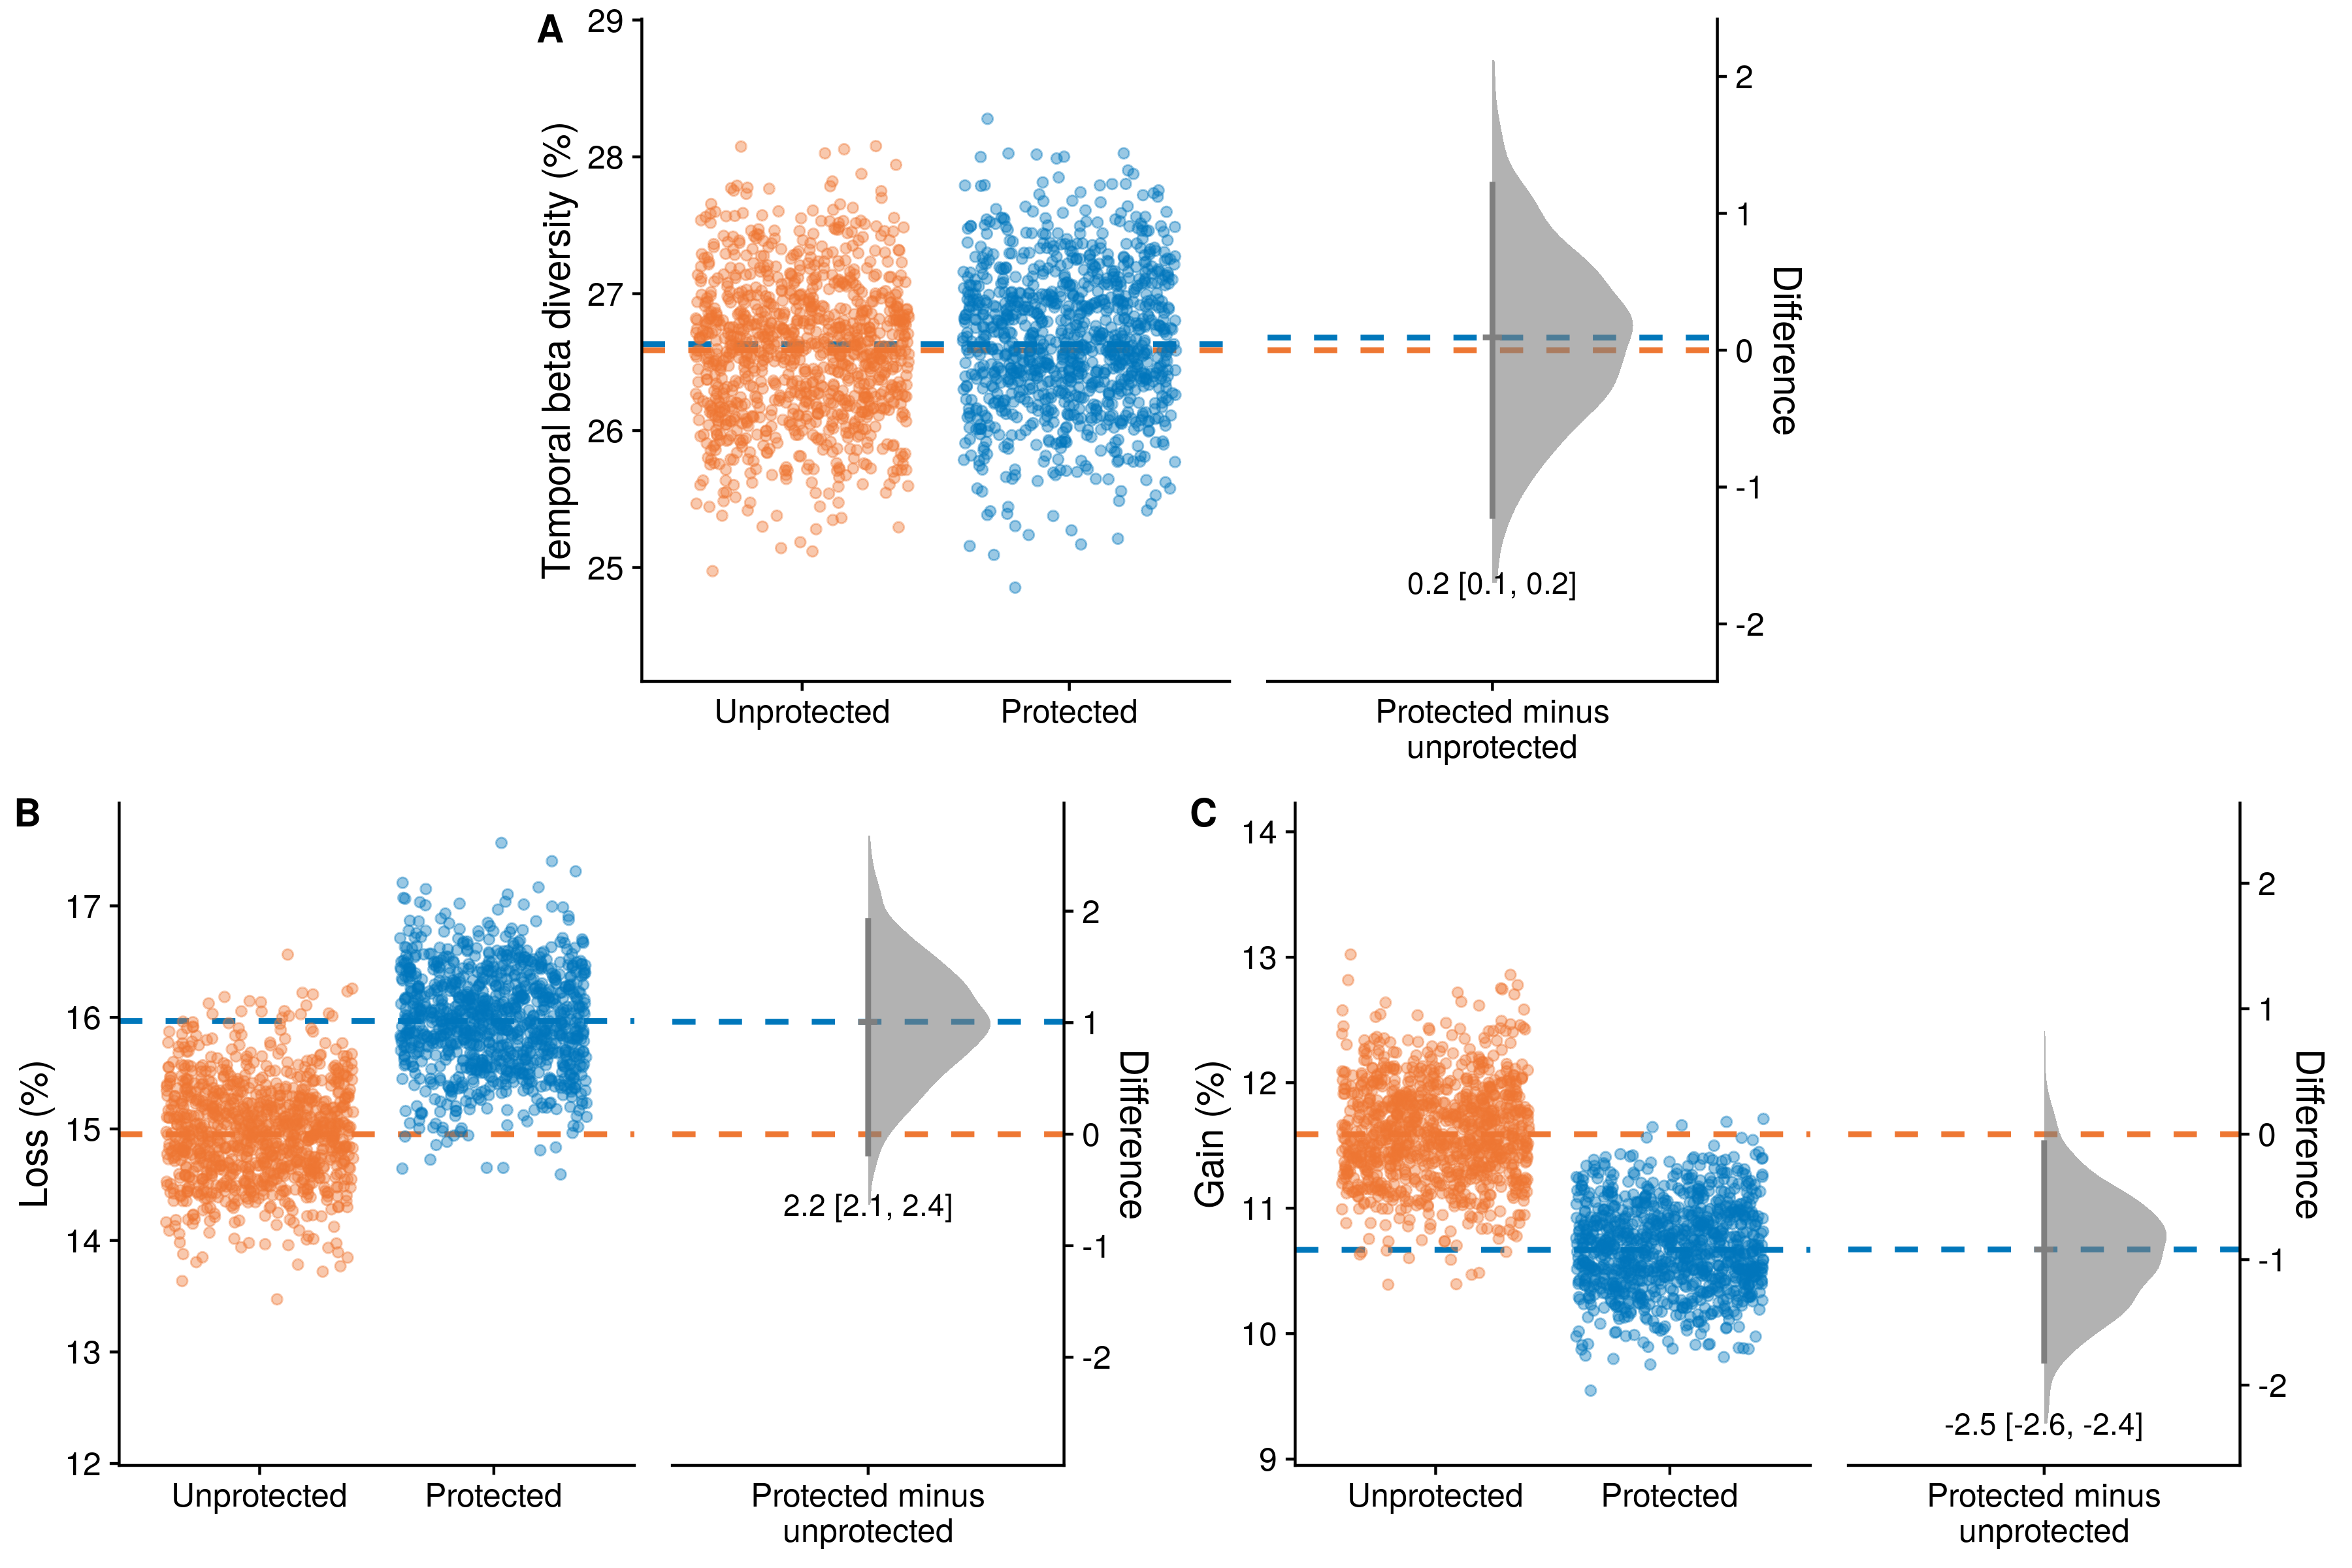 A
Temporal beta diversity (%)
29
28
27
26
25
Unprotected
Protected
0.2 [0.1, 0.2]
Protected minus
unprotected
2
1
0
-1
-2
Difference
B
Loss (%)
17
16
15
14
13
12
Unprotected
Protected
2.2 [2.1, 2.4]
Protected minus
unprotected
2
1
0
-1
-2
Difference
C
Gain (%)
14
13
12
11
10
9
Unprotected
Protected
-2.5 [-2.6, -2.4]
Protected minus
unprotected
2
1
0
-1
-2
Difference